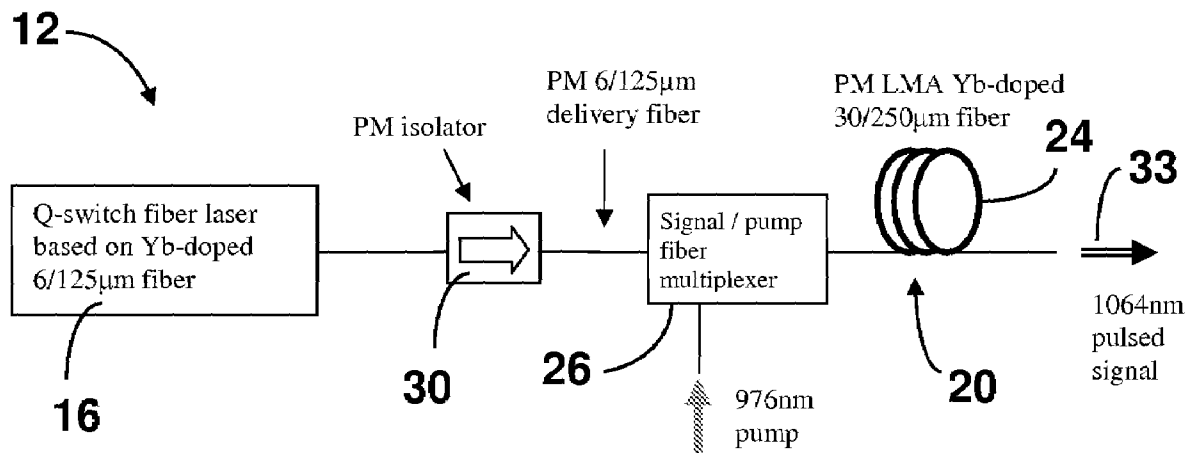 12
PM isolator
PM 6/125µm
delivery fiber
PM LMA Yb-doped
30/250µm fiber
24
33
Q-switch fiber laser
based on Yb-doped
6/125µm fiber
Signal / pump
fiber
multiplexer
16
30
26
976nm
pump
20
1064nm
pulsed
signal